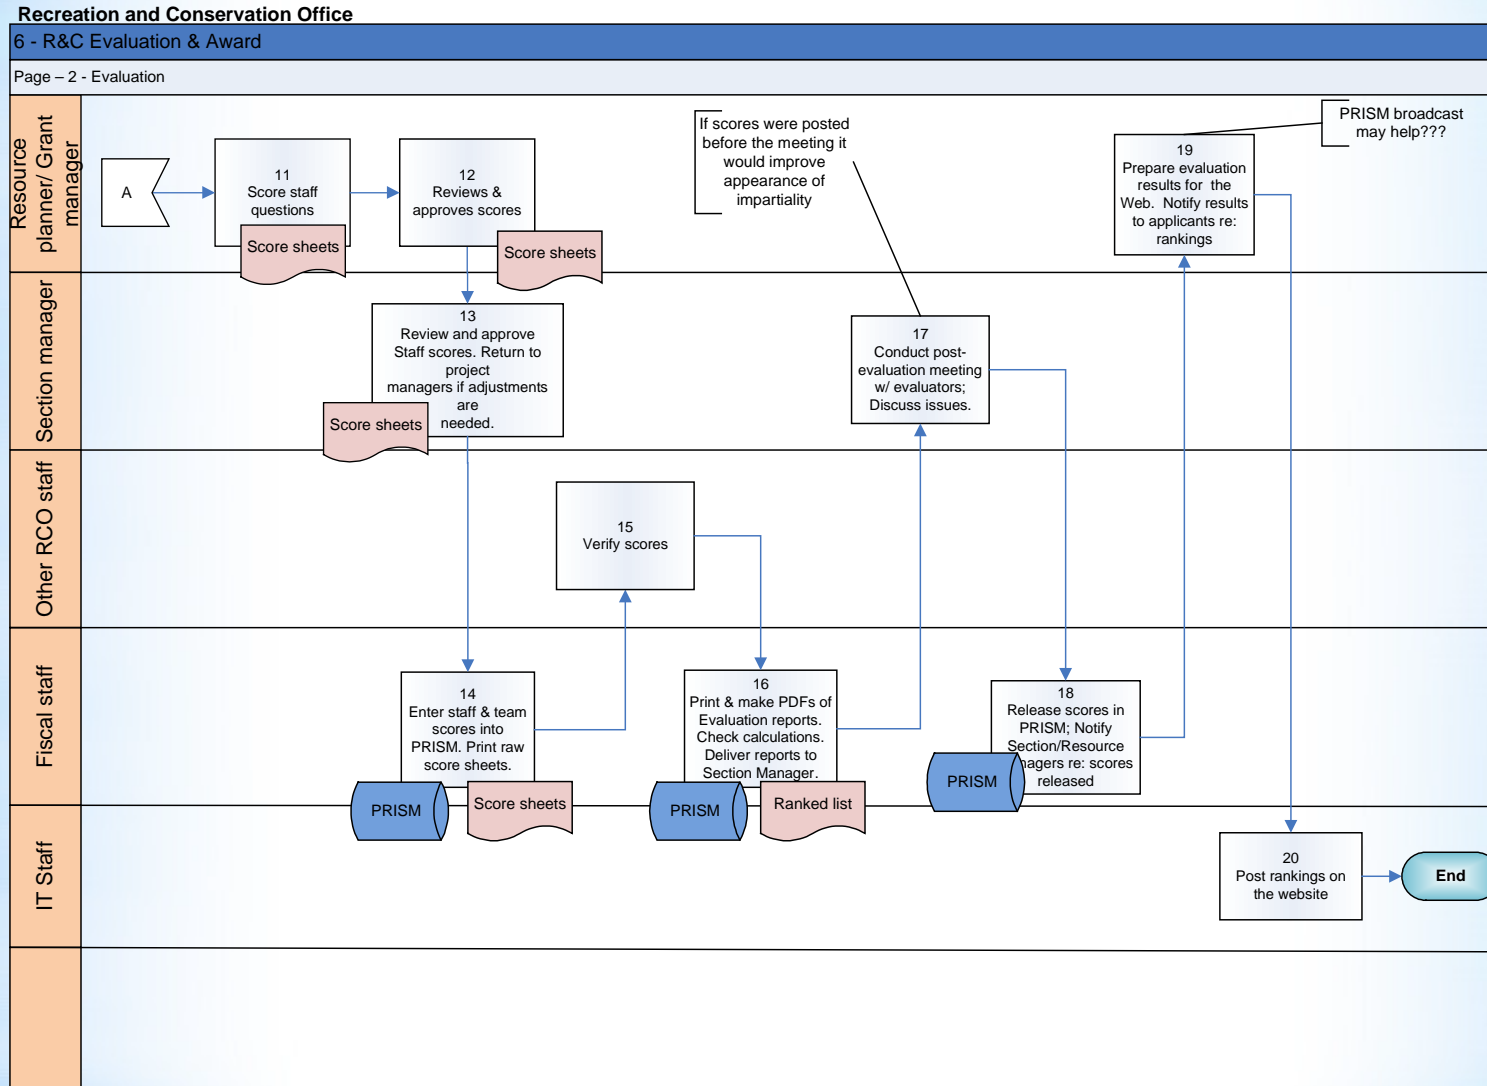 Recreation and Conservation Office
6 - R&C Evaluation & Award
Page – 2 - Evaluation
Resource
planner/ Grant
manager
A
11
Score staff
questions
Score sheets
12
Reviews &
approves scores
Score sheets
If scores were posted
before the meeting it
would improve
appearance of
impartiality
19
Prepare evaluation
results for the
Web. Notify results
to applicants re:
rankings
PRISM broadcast
may help???
Section manager
13
Review and approve
Staff scores. Return to
project
managers if adjustments
are
needed.
Score sheets
17
Conduct post-
evaluation meeting
w/ evaluators;
Discuss issues.
Other RCO staff
15
Verify scores
Fiscal staff
14
Enter staff & team
scores into
PRISM. Print raw
score sheets.
PRISM
Score sheets
16
Print & make PDFs of
Evaluation reports.
Check calculations.
Deliver reports to
Section Manager.
PRISM
Ranked list
18
Release scores in
PRISM; Notify
Section/Resource
nagers re: scores
released
PRISM
IT Staff
20
Post rankings on
the website
End